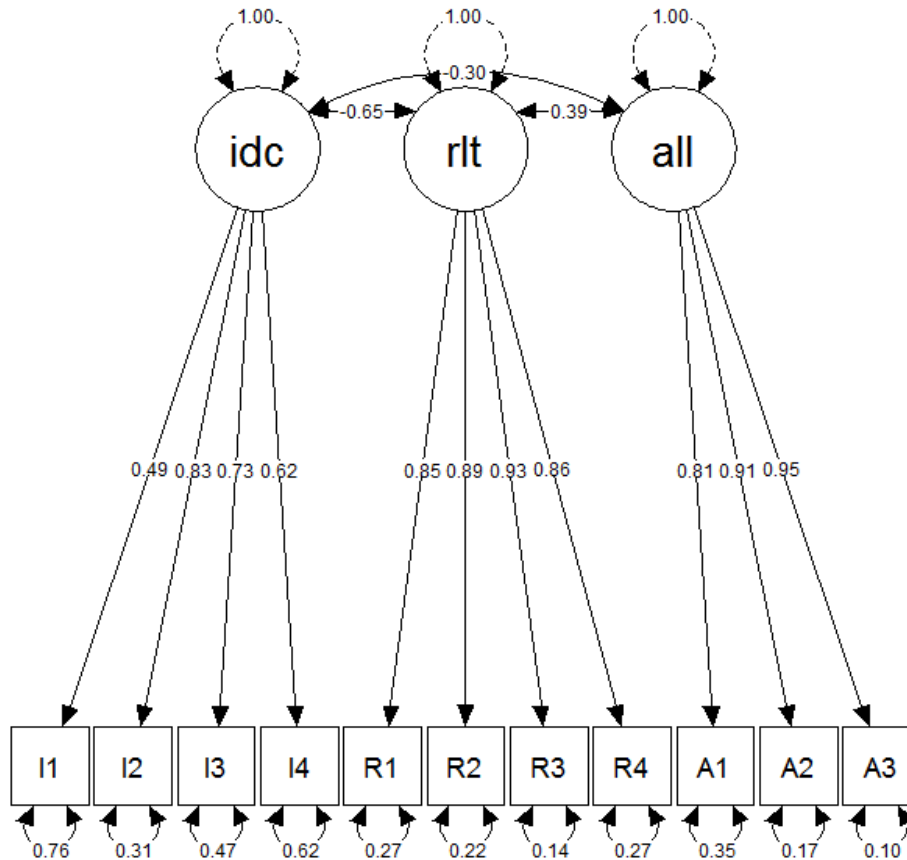 1.00 1.00 1.00
-0.30
-0.65 0.39
idc rlt all
0.49 0.83 0.73 0.62 0.85 0.89 0.93 0.86 0.81 0.91 0.95
I1 I2 I3 I4 R1 R2 R3 R4 A1 A2 A3
0.76 0.31 0.47 0.62 0.27 0.22 0.14 0.27 0.35 0.17 0.10